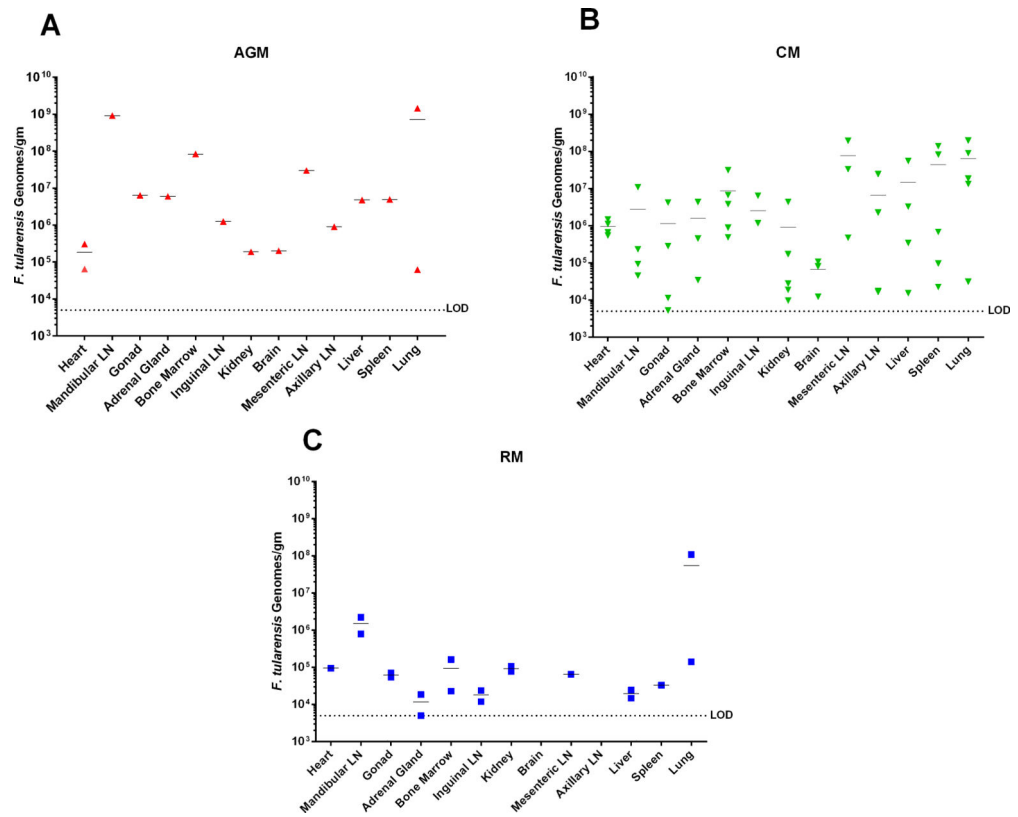 A
AGM
F. tularensis Genomes/gm
10^10
10^9
10^8
10^7
10^6
10^5
10^4
10^3
LOD
Heart
Mandibular LN
Gonad
Adrenal Gland
Bone Marrow
Inguinal LN
Kidney
Brain
Mesenteric LN
Axillary LN
Liver
Spleen
Lung
B
CM
F. tularensis Genomes/gm
10^10
10^9
10^8
10^7
10^6
10^5
10^4
10^3
LOD
Heart
Mandibular LN
Gonad
Adrenal Gland
Bone Marrow
Inguinal LN
Kidney
Brain
Mesenteric LN
Axillary LN
Liver
Spleen
Lung
C
RM
F. tularensis Genomes/gm
10^10
10^9
10^8
10^7
10^6
10^5
10^4
10^3
LOD
Heart
Mandibular LN
Gonad
Adrenal Gland
Bone Marrow
Inguinal LN
Kidney
Brain
Mesenteric LN
Axillary LN
Liver
Spleen
Lung